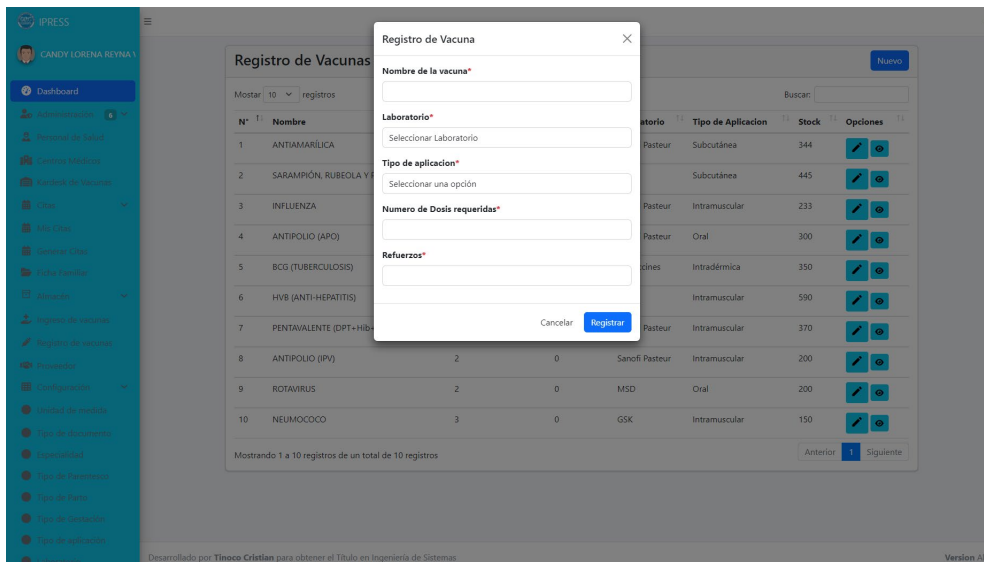 IPRESS
CANDY LORENA REYNA
Dashboard
Administracion 6
Personal de Salud
Centros Médicos
Kardex de Vacunas
Citas
Mis Citas
Generar Citas
Ficha Familiar
Almacén
Ingreso de vacunas
Registro de vacunas
Proveedor
Configuración
Unidad de medida
Tipo de documento
Especialidad
Tipo de Parentesco
Tipo de Parto
Tipo de Gestación
Tipo de aplicación
Registro de Vacunas
Nuevo
Mostar 10 registros
Buscar:
N° Nombre atorio Tipo de Aplicacion Stock Opciones
1 ANTIAMARÍLICA Pasteur Subcutánea 344
2 SARAMPIÓN, RUBEOLA Y Subcutánea 445
3 INFLUENZA Pasteur Intramuscular 233
4 ANTIPOLIO (APO) Pasteur Oral 300
5 BCG (TUBERCULOSIS) ccines Intradérmica 350
6 HVB (ANTI-HEPATITIS) Intramuscular 590
7 PENTAVALENTE (DPT+Hib+ Pasteur Intramuscular 370
8 ANTIPOLIO (IPV) 2 0 Sanofi Pasteur Intramuscular 200
9 ROTAVIRUS 2 0 MSD Oral 200
10 NEUMOCOCO 3 0 GSK Intramuscular 150
Mostrando 1 a 10 registros de un total de 10 registros
Anterior 1 Siguiente
Registro de Vacuna
Nombre de la vacuna*
Laboratorio*
Seleccionar Laboratorio
Tipo de aplicacion*
Seleccionar una opción
Numero de Dosis requeridas*
Refuerzos*
Cancelar Registrar
Desarrollado por Tinoco Cristian para obtener el Título en Ingeniería de Sistemas
Version